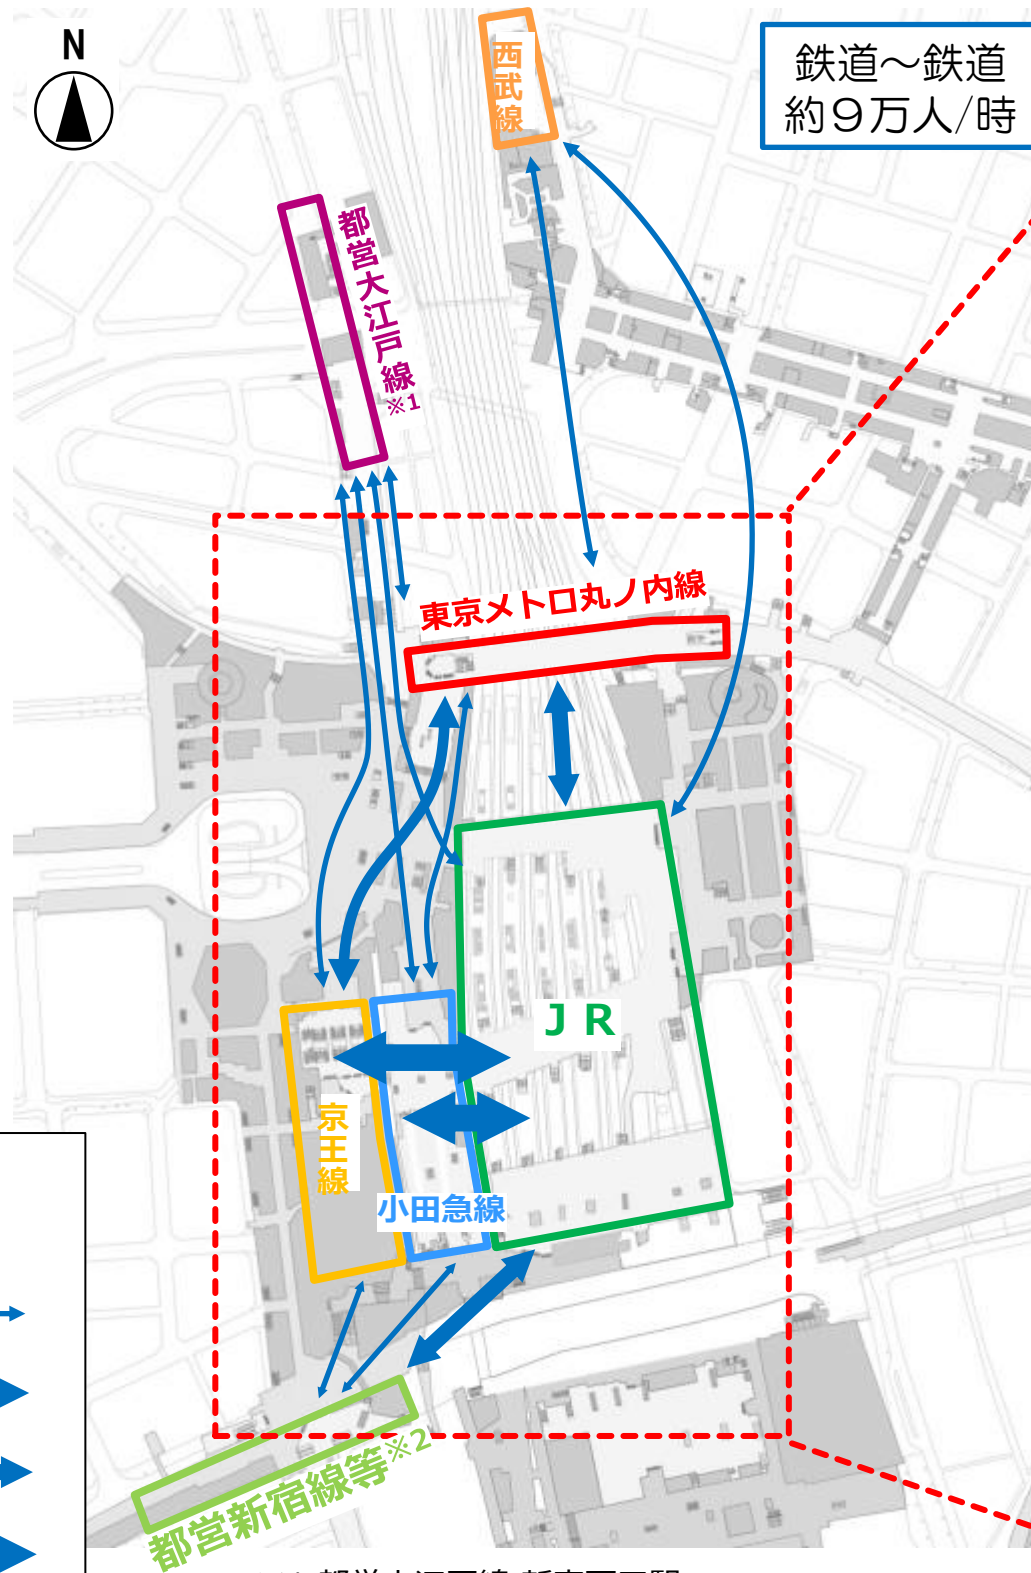 N
鉄道～鉄道
約９万人/時
西武線
都営大江戸線※1
東京メトロ丸ノ内線
ＪＲ
京王線
小田急線
都営新宿線等※2